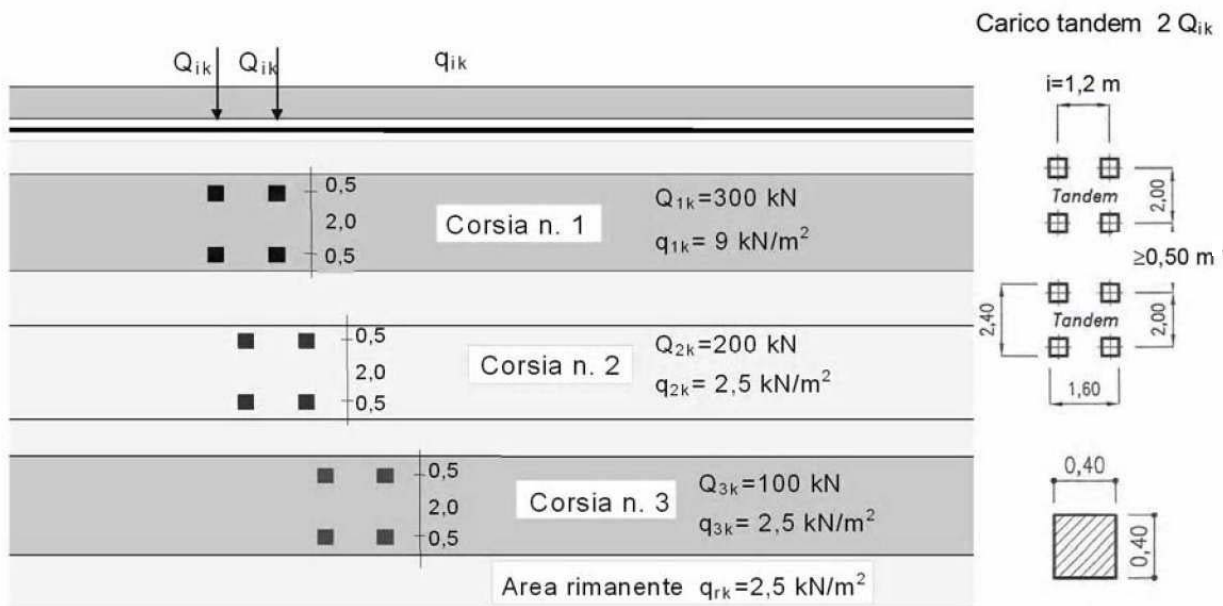 Carico tandem 2 Qik
Qik Qik qik
i=1,2 m
0,5
2,0
0,5
Corsia n. 1
Q1k=300 kN
q1k= 9 kN/m²
Tandem
2,00
≥0,50 m
0,5
2,0
0,5
Corsia n. 2
Q2k=200 kN
q2k= 2,5 kN/m²
2,40
Tandem
2,00
1,60
0,5
2,0
0,5
Corsia n. 3
Q3k=100 kN
q3k= 2,5 kN/m²
0,40
0,40
Area rimanente qrk=2,5 kN/m²